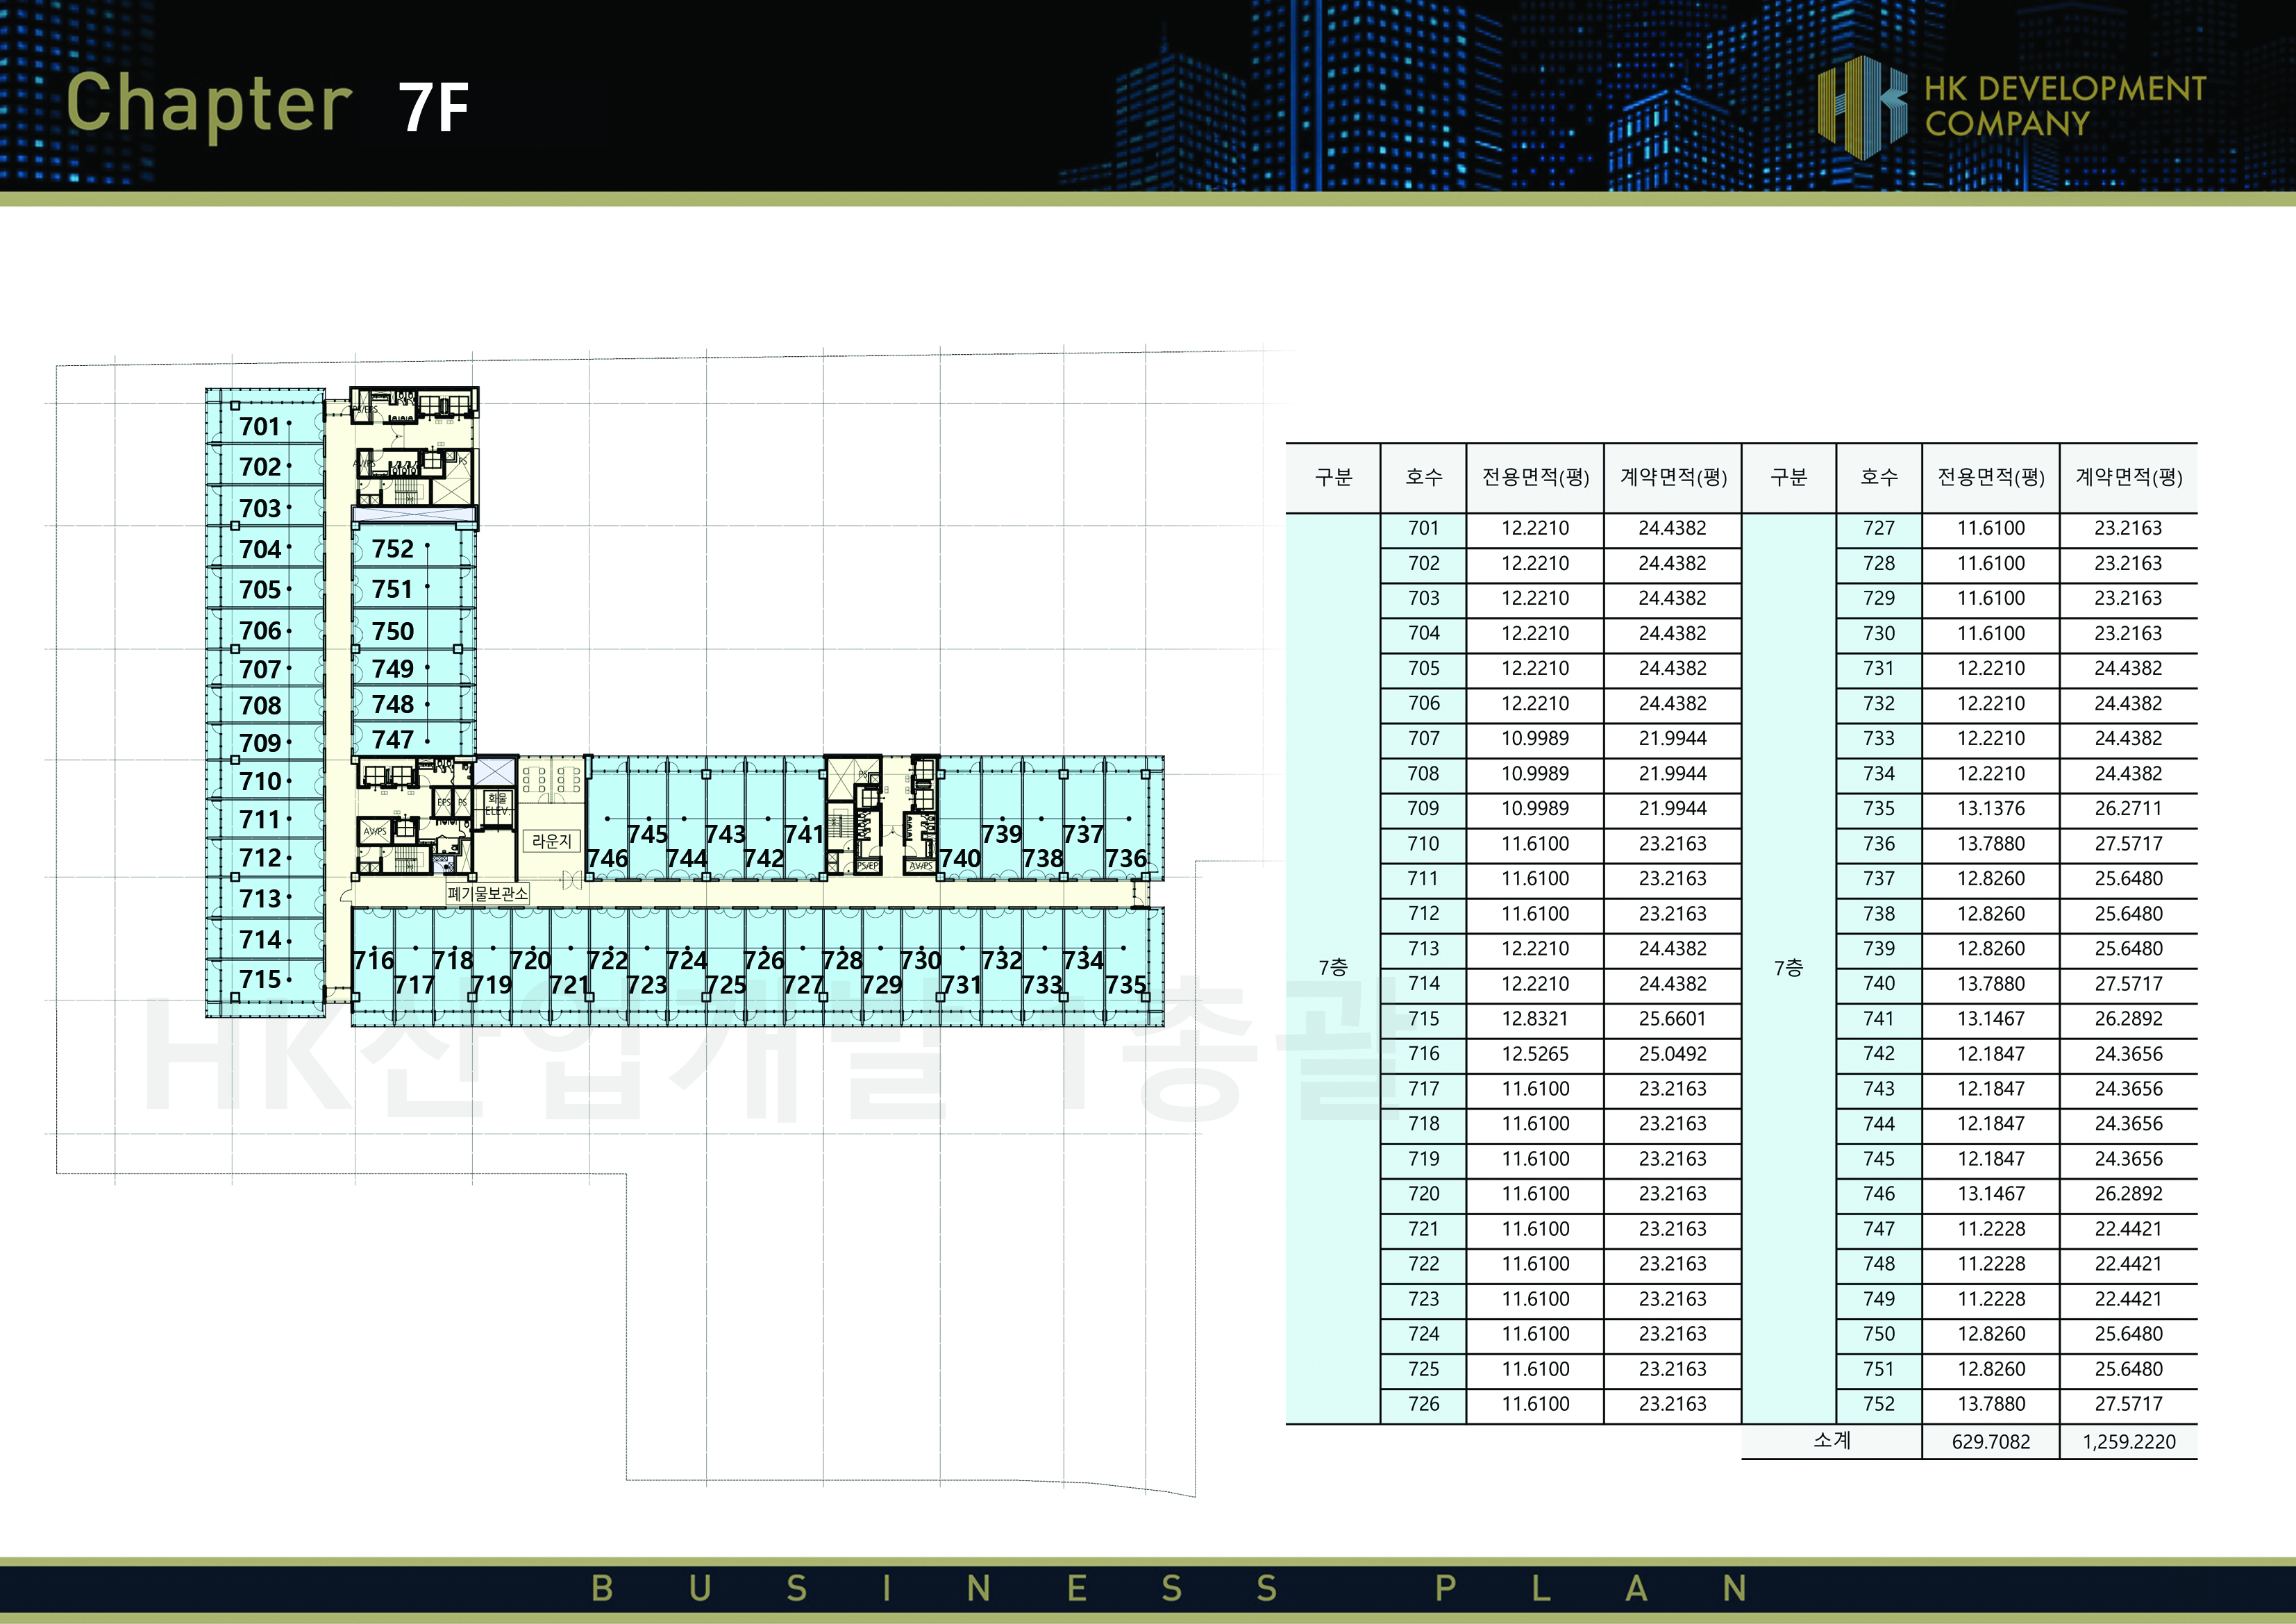 Chapter 7F
HK DEVELOPMENT
COMPANY
701
702
703
704
705
706
707
708
709
710
711
712
713
714
715
752
751
750
749
748
747
PS
EPS PS
화물
ELEV.
AV/PS
라운지
폐기물보관소
745 743 741
746 744 742
PS
PS/EP AV/PS
739 737
740 738 736
716 718 720 722 724 726 728 730 732 734
717 719 721 723 725 727 729 731 733 735
HK산업개발 1총괄
구분 호수 전용면적(평) 계약면적(평) 구분 호수 전용면적(평) 계약면적(평)
701 12.2210 24.4382 727 11.6100 23.2163
702 12.2210 24.4382 728 11.6100 23.2163
703 12.2210 24.4382 729 11.6100 23.2163
704 12.2210 24.4382 730 11.6100 23.2163
705 12.2210 24.4382 731 12.2210 24.4382
706 12.2210 24.4382 732 12.2210 24.4382
707 10.9989 21.9944 733 12.2210 24.4382
708 10.9989 21.9944 734 12.2210 24.4382
709 10.9989 21.9944 735 13.1376 26.2711
710 11.6100 23.2163 736 13.7880 27.5717
711 11.6100 23.2163 737 12.8260 25.6480
712 11.6100 23.2163 738 12.8260 25.6480
713 12.2210 24.4382 739 12.8260 25.6480
7층 714 12.2210 24.4382 7층 740 13.7880 27.5717
715 12.8321 25.6601 741 13.1467 26.2892
716 12.5265 25.0492 742 12.1847 24.3656
717 11.6100 23.2163 743 12.1847 24.3656
718 11.6100 23.2163 744 12.1847 24.3656
719 11.6100 23.2163 745 12.1847 24.3656
720 11.6100 23.2163 746 13.1467 26.2892
721 11.6100 23.2163 747 11.2228 22.4421
722 11.6100 23.2163 748 11.2228 22.4421
723 11.6100 23.2163 749 11.2228 22.4421
724 11.6100 23.2163 750 12.8260 25.6480
725 11.6100 23.2163 751 12.8260 25.6480
726 11.6100 23.2163 752 13.7880 27.5717
소계 629.7082 1,259.2220
BUSINESS PLAN